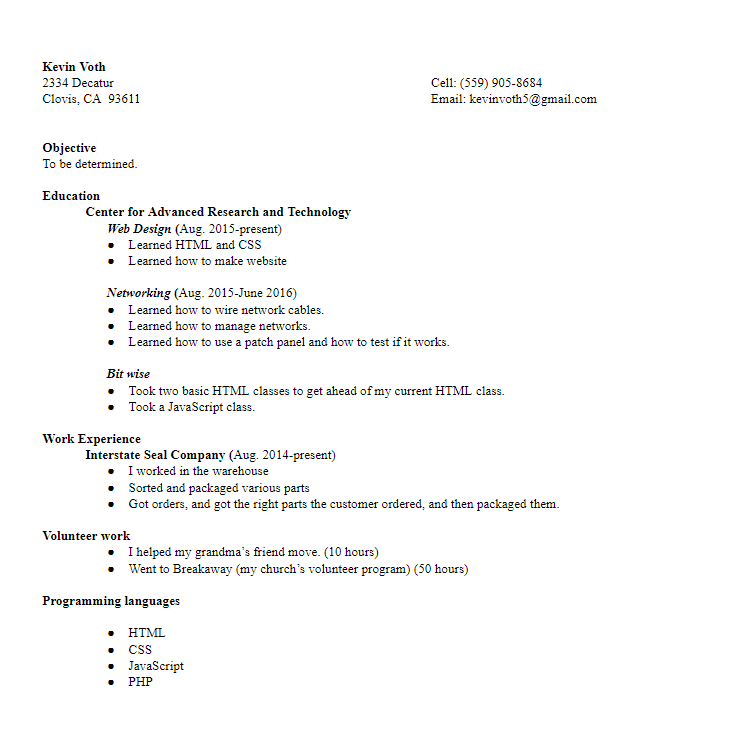 Kevin Voth
2334 Decatur Cell: (559) 905-8684
Clovis, CA 93611 Email: kevinvoth5@gmail.com
Objective
To be determined.
Education
Center for Advanced Research and Technology
Web Design (Aug. 2015-present)
● Learned HTML and CSS
● Learned how to make website
Networking (Aug. 2015-June 2016)
● Learned how to wire network cables.
● Learned how to manage networks.
● Learned how to use a patch panel and how to test if it works.
Bit wise
● Took two basic HTML classes to get ahead of my current HTML class.
● Took a JavaScript class.
Work Experience
Interstate Seal Company (Aug. 2014-present)
● I worked in the warehouse
● Sorted and packaged various parts
● Got orders, and got the right parts the customer ordered, and then packaged them.
Volunteer work
● I helped my grandma's friend move. (10 hours)
● Went to Breakaway (my church's volunteer program) (50 hours)
Programming languages
● HTML
● CSS
● JavaScript
● PHP